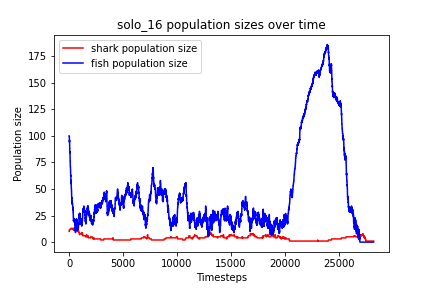 solo_16 population sizes over time
shark population size
fish population size
Population size
175
150
125
100
75
50
25
0
0 5000 10000 15000 20000 25000
Timesteps